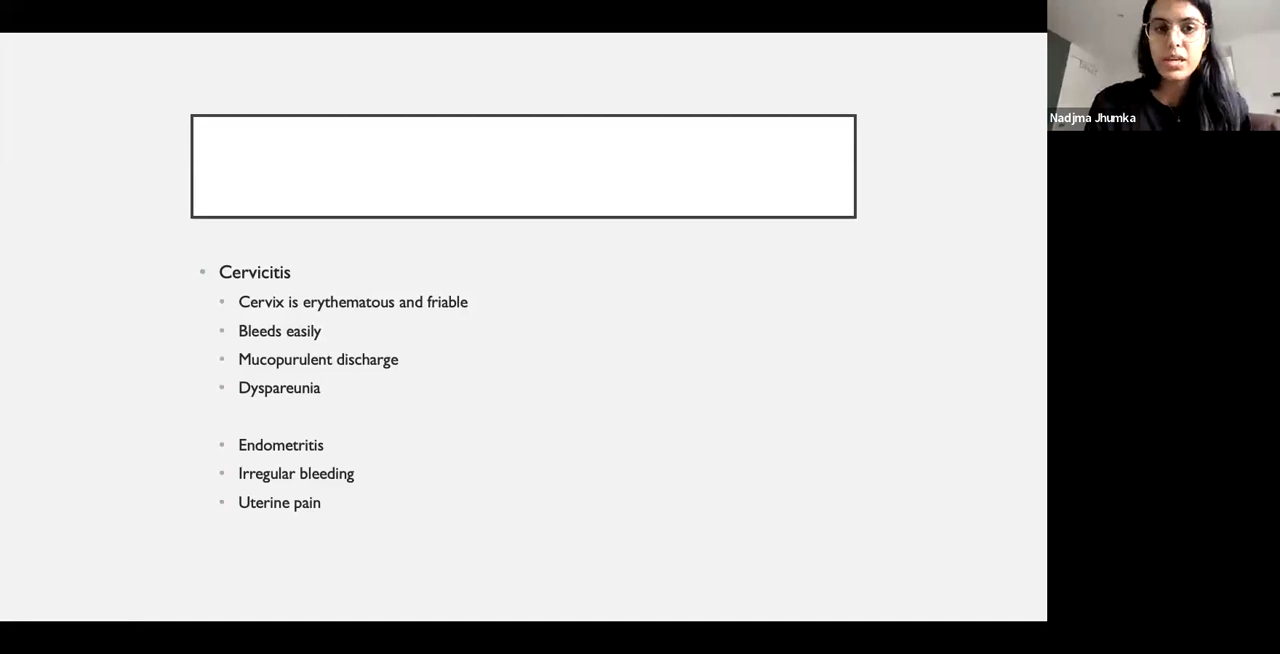 Nadjma Jhumka
Cervicitis
Cervix is erythematous and friable
Bleeds easily
Mucopurulent discharge
Dyspareunia
Endometritis
Irregular bleeding
Uterine pain